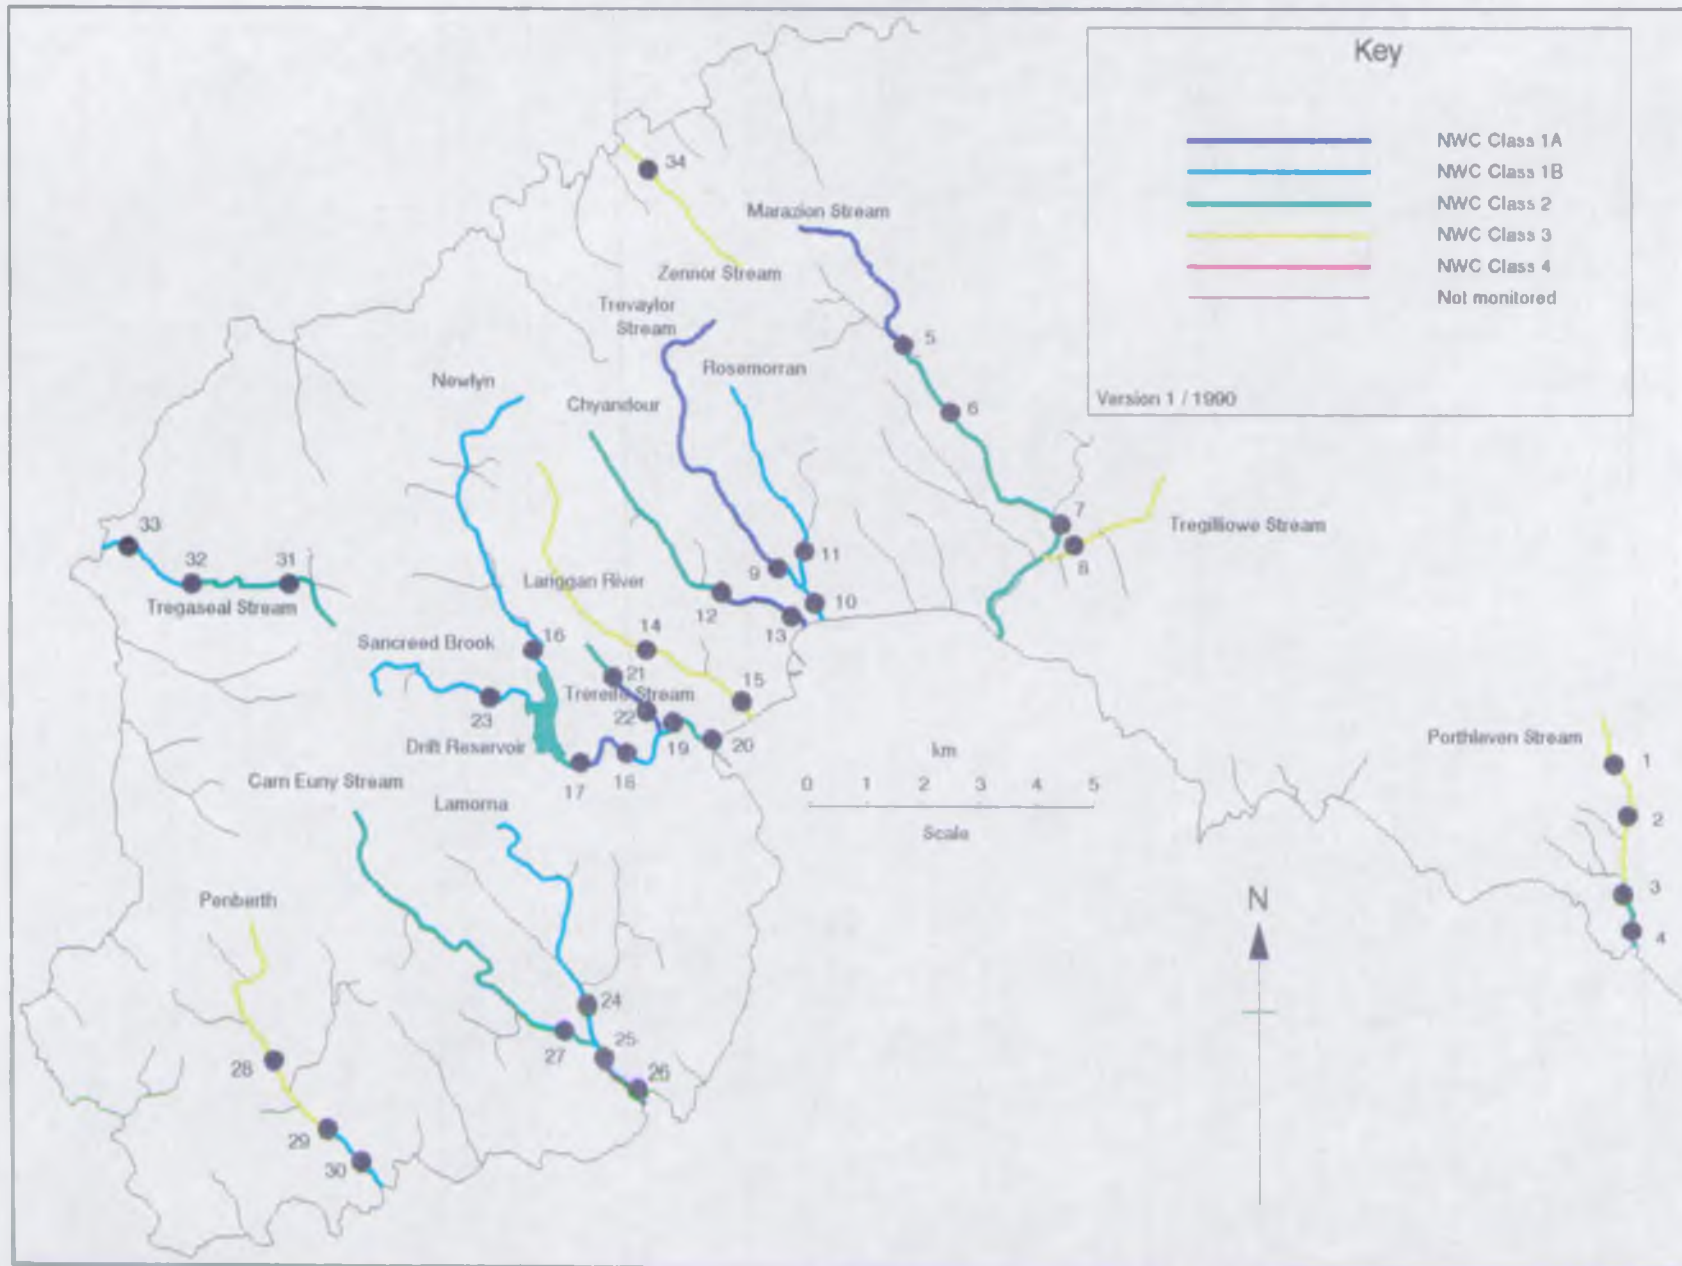 Key
NWC Class 1A
NWC Class 1B
NWC Class 2
NWC Class 3
NWC Class 4
Not monitored
Version 1 / 1990
34
Marazion Stream
Zennor Stream
Trevaylor
Stream
5
Rosemorran
Newlyn
Chyandour
6
7
Tregilliowe Stream
8
33
32
31
Tregaseal Stream
11
9
Lariggan River
12
10
13
14
Sancreed Brook
16
21
15
Trereife Stream
23
22
19
20
Drift Reservoir
17
16
km
0 1 2 3 4 5
Scale
Porthleven Stream
1
2
3
4
Carn Euny Stream
Lamorna
Penberth
N
24
25
27
26
28
29
30